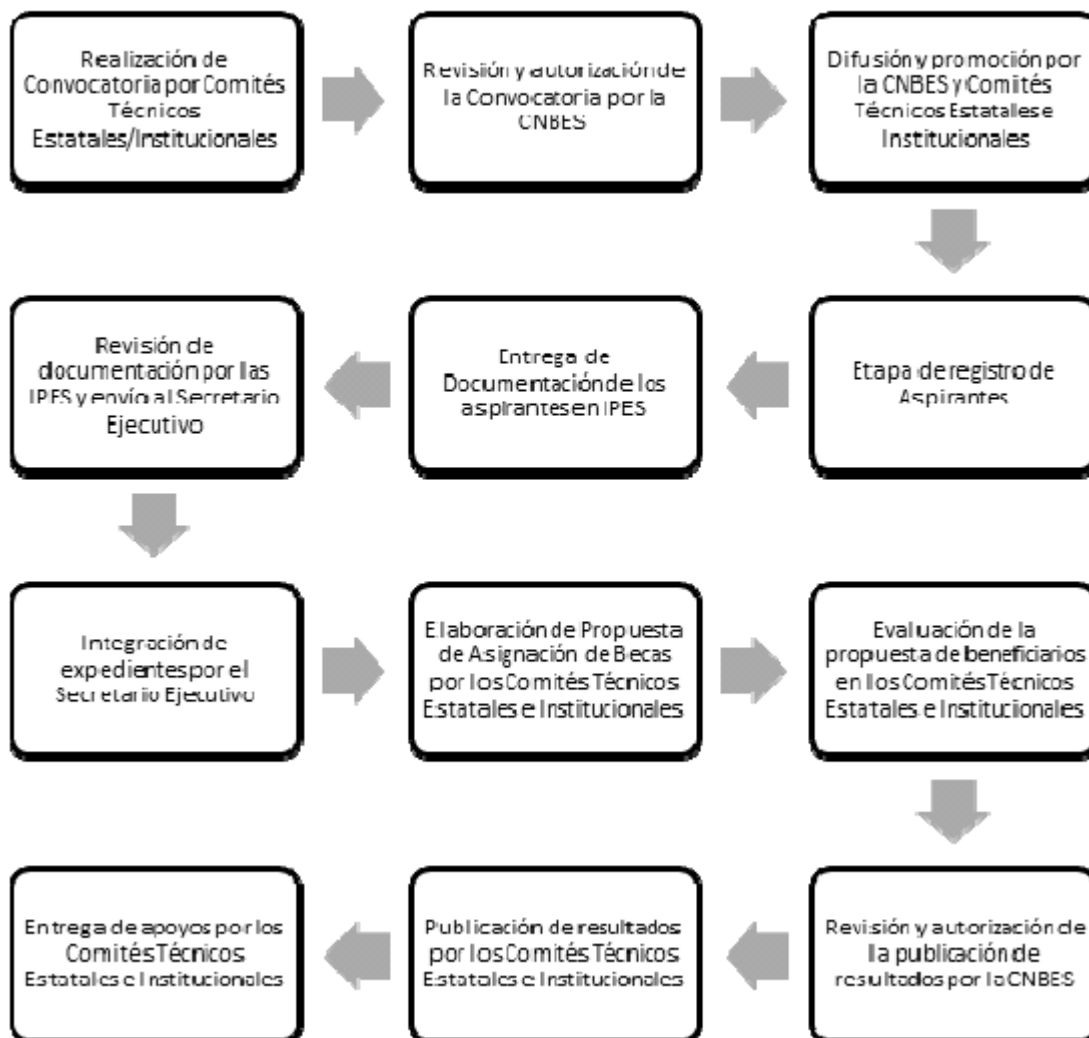 Realización de
Convocatoria por Comités
Técnicos
Estatales/Institucionales
Revisión y autorización de
la Convocatoria por la
CNBES
Difusión y promoción por
la CNBES y Comités
Técnicos Estatales e
Institucionales
Etapa de registro de
Aspirantes
Entrega de
Documentación de los
aspirantes en IPES
Revisión de
documentación por las
IPES y envío al Secretario
Ejecutivo
Integración de
expedientes por el
Secretario Ejecutivo
Elaboración de Propuesta
de Asignación de Becas
por los Comités Técnicos
Estatales e Institucionales
Evaluación de la
propuesta de beneficiarios
en los Comités Técnicos
Estatales e Institucionales
Revisión y autorización de
la publicación de
resultados por la CNBES
Publicación de resultados
por los Comités Técnicos
Estatales e Institucionales
Entrega de apoyos por los
Comités Técnicos
Estatales e Institucionales